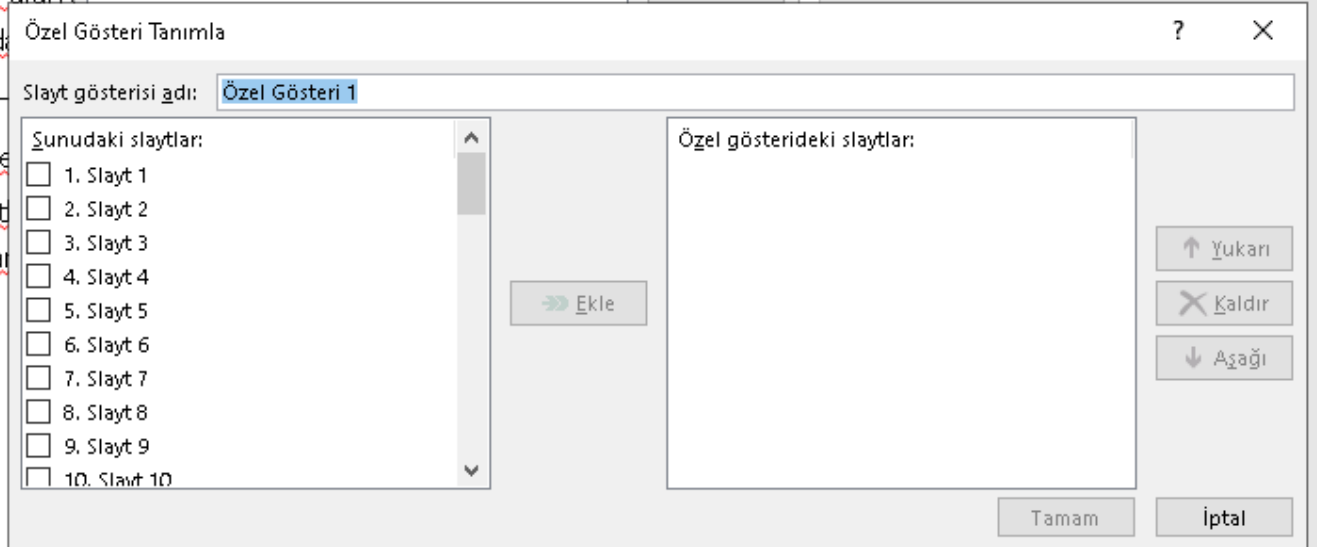 Özel Gösteri Tanımla ?
Slayt gösterisi adı: Özel Gösteri 1
Sunudaki slaytlar:
1. Slayt 1
2. Slayt 2
3. Slayt 3
4. Slayt 4
5. Slayt 5
6. Slayt 6
7. Slayt 7
8. Slayt 8
9. Slayt 9
10. Slayt 10
Ekle
Özel gösterideki slaytlar:
Yukarı
Kaldır
Aşağı
Tamam
İptal